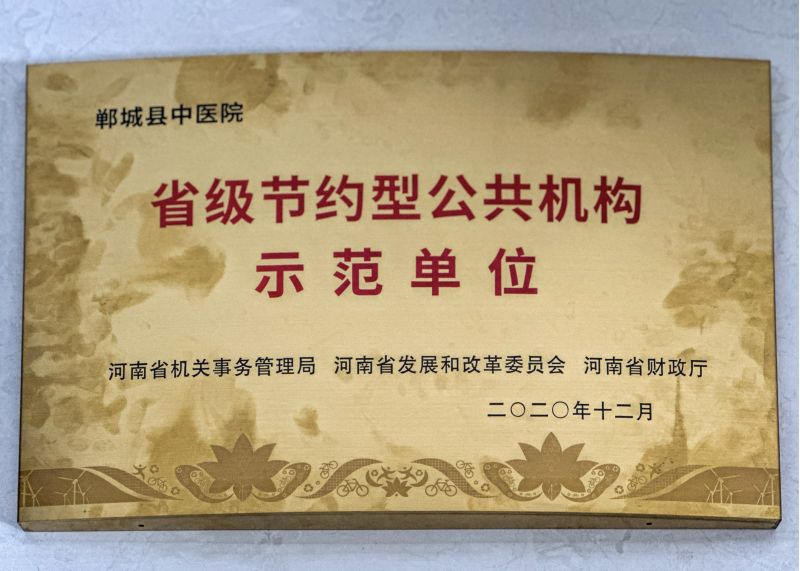 郸城县中医院
省级节约型公共机构
示范单位
河南省机关事务管理局 河南省发展和改革委员会 河南省财政厅
二〇二〇年十二月